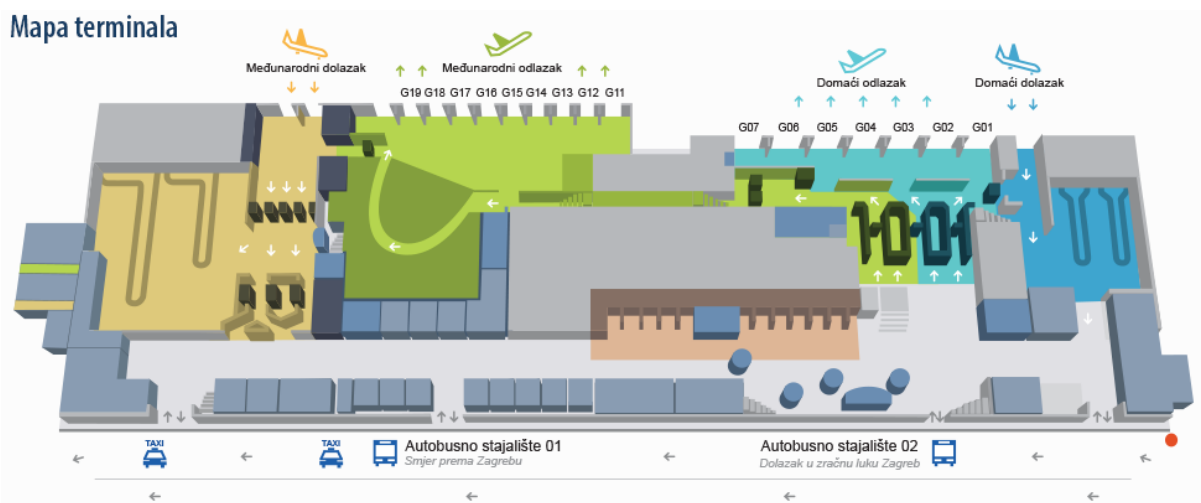 Mapa terminala
Međunarodni dolazak
Međunarodni odlazak
Domaći odlazak
Domaći dolazak
G19 G18 G17 G16 G15 G14 G13 G12 G11
G07 G06 G05 G04 G03 G02 G01
TAXI
TAXI
Autobusno stajalište 01
Smjer prema Zagrebu
Autobusno stajalište 02
Dolazak u zračnu luku Zagreb